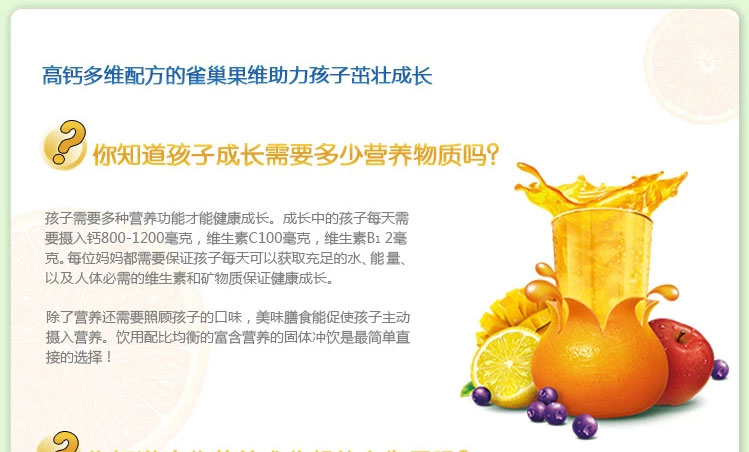 高钙多维配方的雀巢果维助力孩子茁壮成长
你知道孩子成长需要多少营养物质吗?
孩子需要多种营养功能才能健康成长。成长中的孩子每天需
要摄入钙800-1200毫克，维生素C100毫克，维生素B₁ 2毫
克。每位妈妈都需要保证孩子每天可以获取充足的水、能量、
以及人体必需的维生素和矿物质保证健康成长。
除了营养还需要照顾孩子的口味，美味膳食能促使孩子主动
摄入营养。饮用配比均衡的富含营养的固体冲饮是最简单直
接的选择！